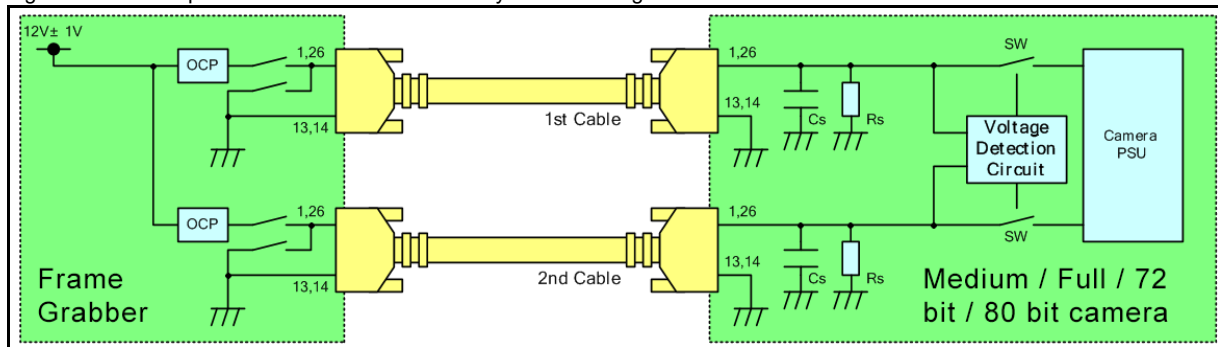 12V± 1V
OCP
1,26
13,14
1st Cable
1,26
13,14
Cs
Rs
SW
Voltage
Detection
Circuit
Camera
PSU
OCP
1,26
13,14
2nd Cable
1,26
13,14
Cs
Rs
SW
Frame
Grabber
Medium / Full / 72
bit / 80 bit camera